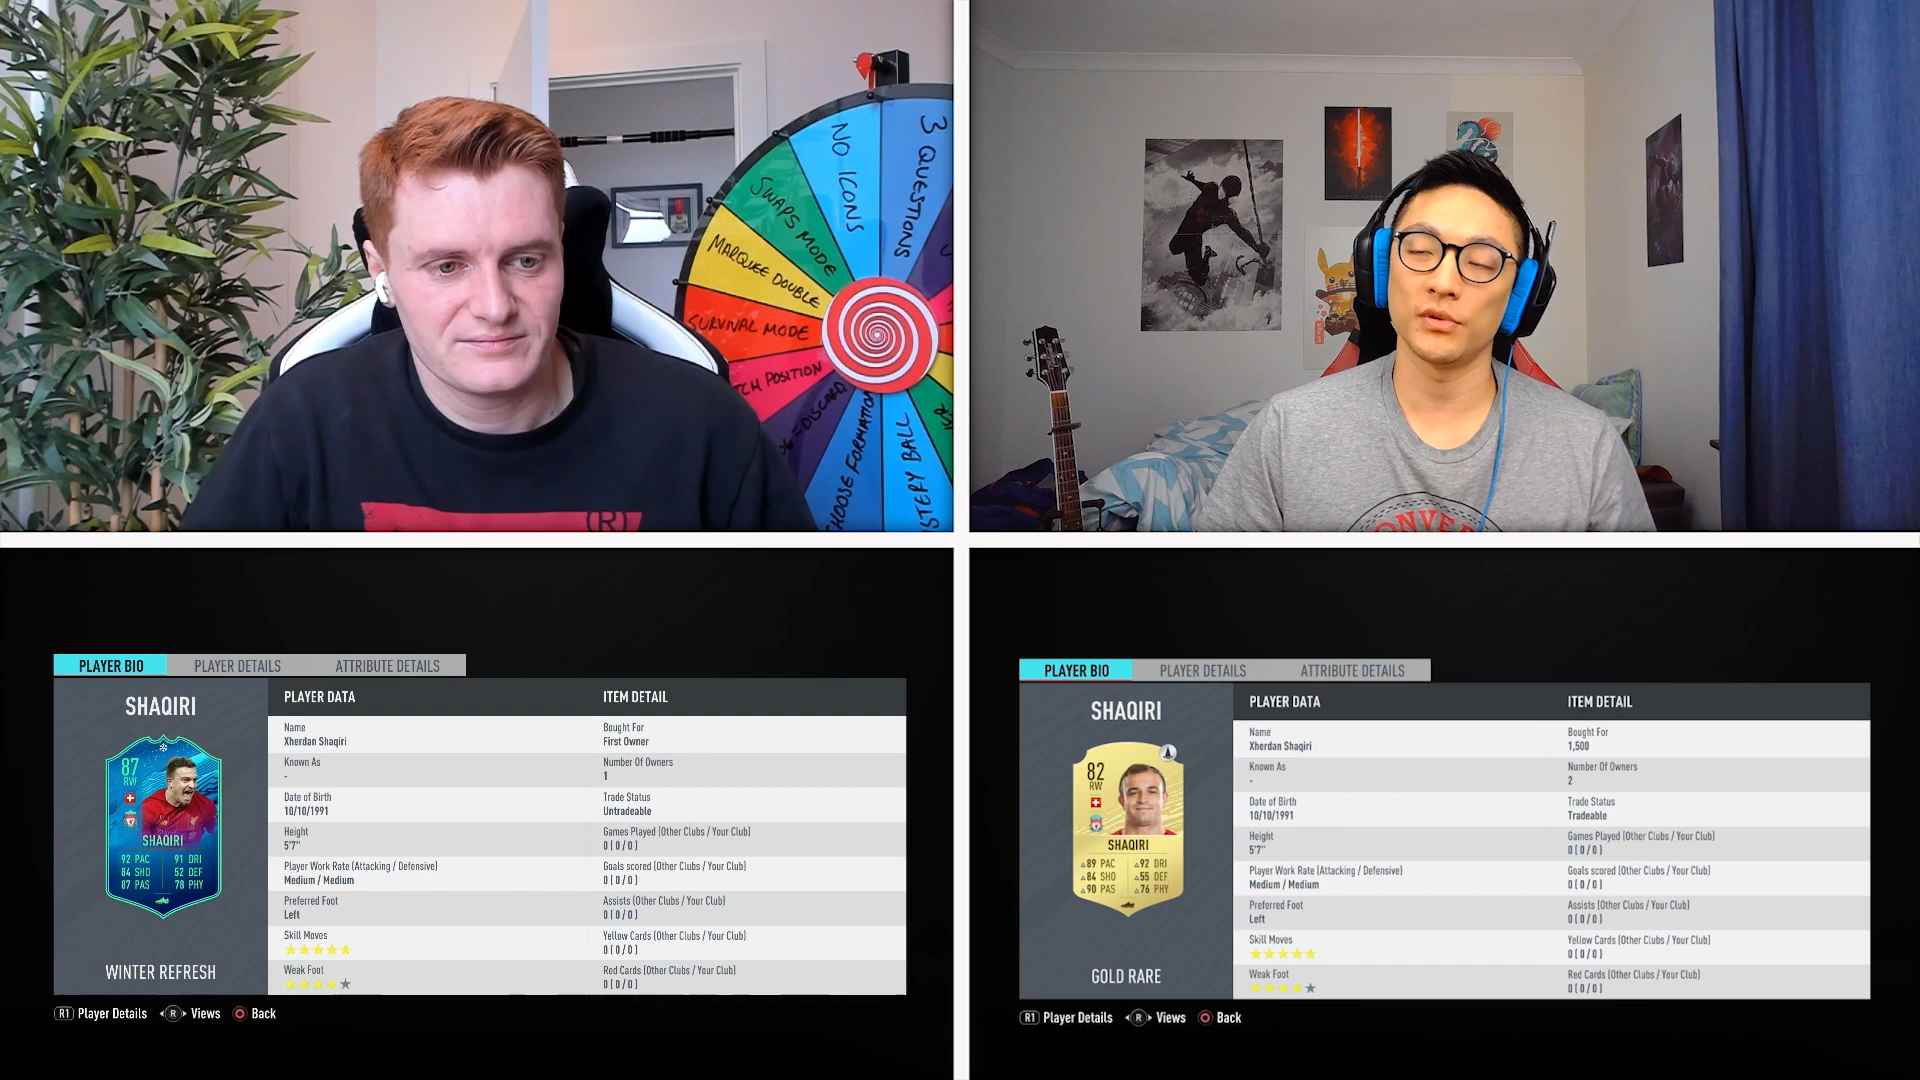 NO ICONS
3 QUESTIONS
SWAPS MODE
MARQUEE DOUBLE
SURVIVAL MODE
TCH POSITION
=DISCARD
HOOSE FORMATION
STERY BALL
(R)
CONVE
PLAYER BIO
PLAYER DETAILS
ATTRIBUTE DETAILS
SHAQIRI
PLAYER DATA
ITEM DETAIL
87
RW
SHAQIRI
92 PAC 91 DRI
84 SHO 52 DEF
87 PAS 78 PHY
WINTER REFRESH
Name
Xherdan Shaqiri
Known As
-
Date of Birth
10/10/1991
Height
5'7"
Player Work Rate (Attacking / Defensive)
Medium / Medium
Preferred Foot
Left
Skill Moves
Weak Foot
Bought For
First Owner
Number Of Owners
1
Trade Status
Untradeable
Games Played (Other Clubs / Your Club)
0 ( 0 / 0 )
Goals scored (Other Clubs / Your Club)
0 ( 0 / 0 )
Assists (Other Clubs / Your Club)
0 ( 0 / 0 )
Yellow Cards (Other Clubs / Your Club)
0 ( 0 / 0 )
Red Cards (Other Clubs / Your Club)
0 ( 0 / 0 )
R1 Player Details R Views Back
PLAYER BIO
PLAYER DETAILS
ATTRIBUTE DETAILS
SHAQIRI
PLAYER DATA
ITEM DETAIL
82
RW
SHAQIRI
89 PAC 92 DRI
84 SHO 55 DEF
90 PAS 76 PHY
GOLD RARE
Name
Xherdan Shaqiri
Known As
-
Date of Birth
10/10/1991
Height
5'7"
Player Work Rate (Attacking / Defensive)
Medium / Medium
Preferred Foot
Left
Skill Moves
Weak Foot
Bought For
1,500
Number Of Owners
2
Trade Status
Tradeable
Games Played (Other Clubs / Your Club)
0 ( 0 / 0 )
Goals scored (Other Clubs / Your Club)
0 ( 0 / 0 )
Assists (Other Clubs / Your Club)
0 ( 0 / 0 )
Yellow Cards (Other Clubs / Your Club)
0 ( 0 / 0 )
Red Cards (Other Clubs / Your Club)
0 ( 0 / 0 )
R1 Player Details R Views Back